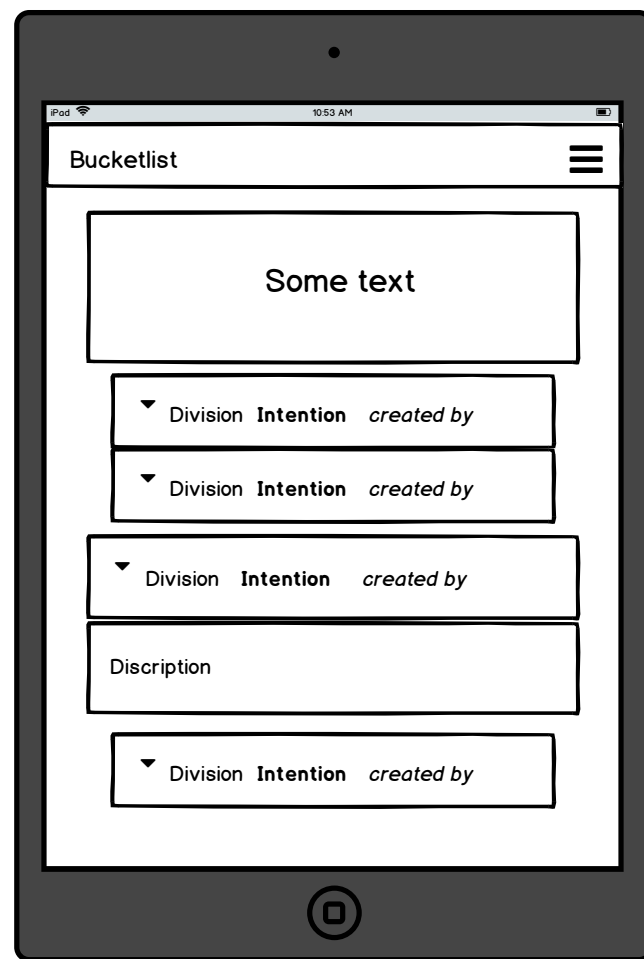 iPad 10:53 AM
Bucketlist
Some text
Division Intention created by
Division Intention created by
Division Intention created by
Discription
Division Intention created by